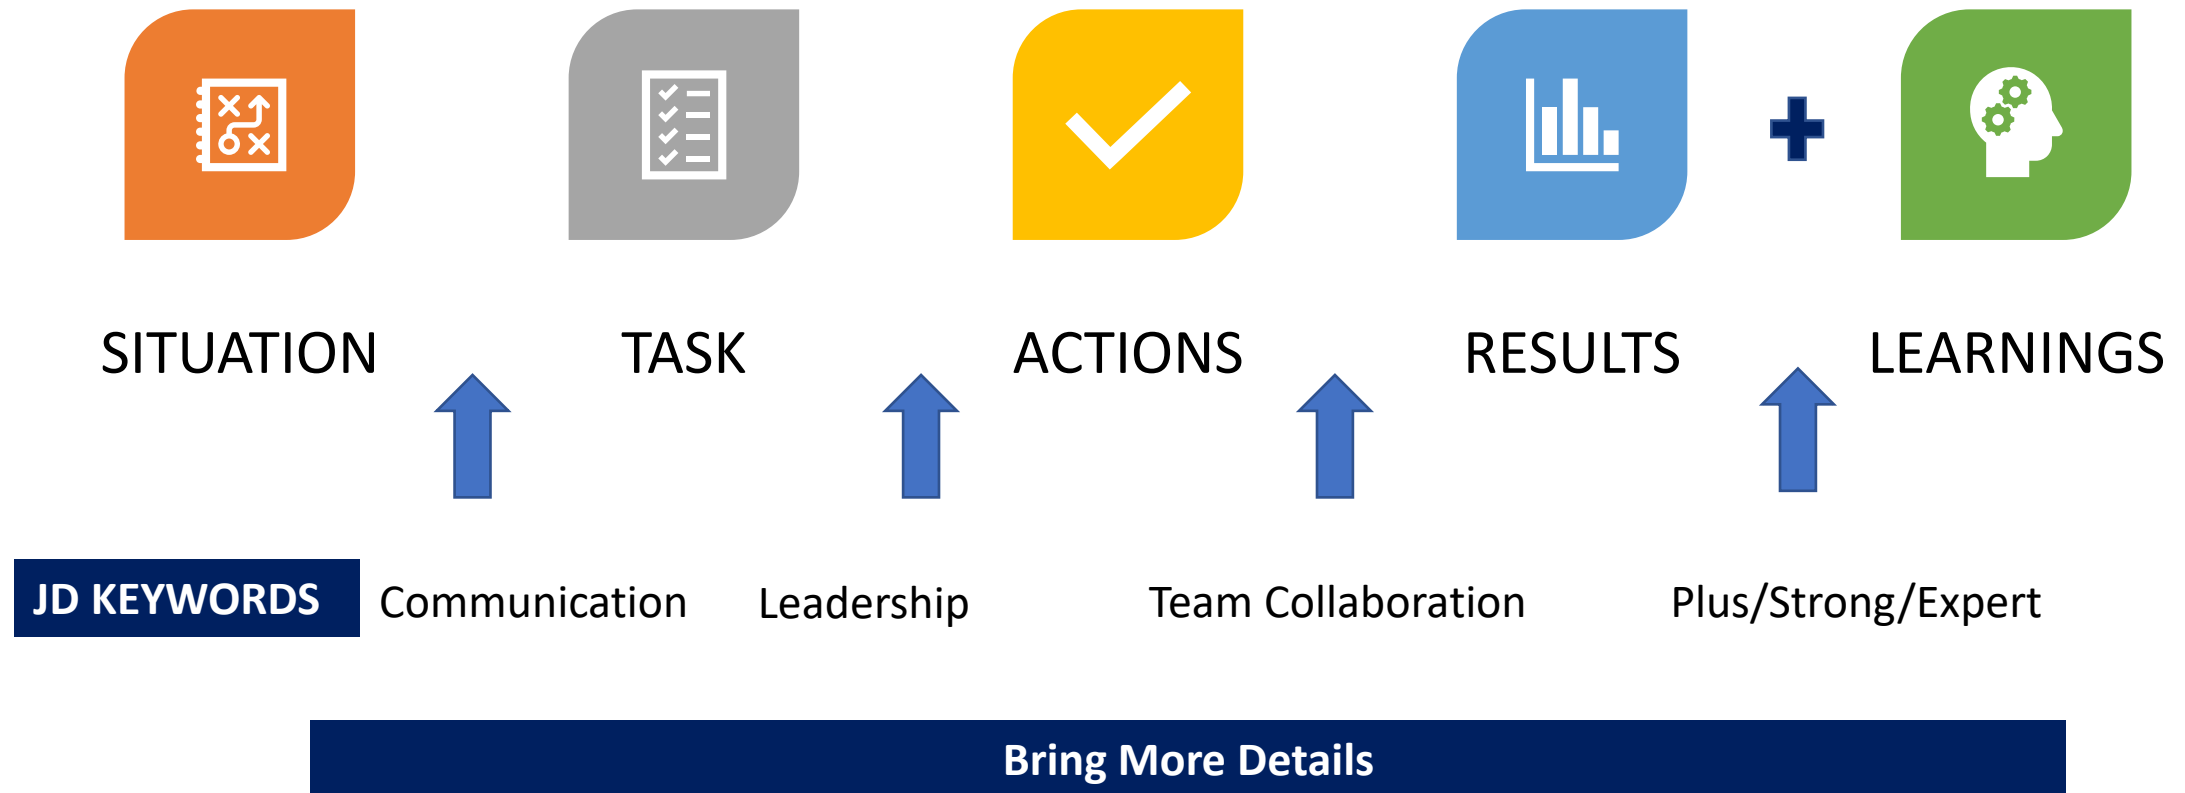 SITUATION TASK ACTIONS RESULTS LEARNINGS
JD KEYWORDS Communication Leadership Team Collaboration Plus/Strong/Expert
Bring More Details